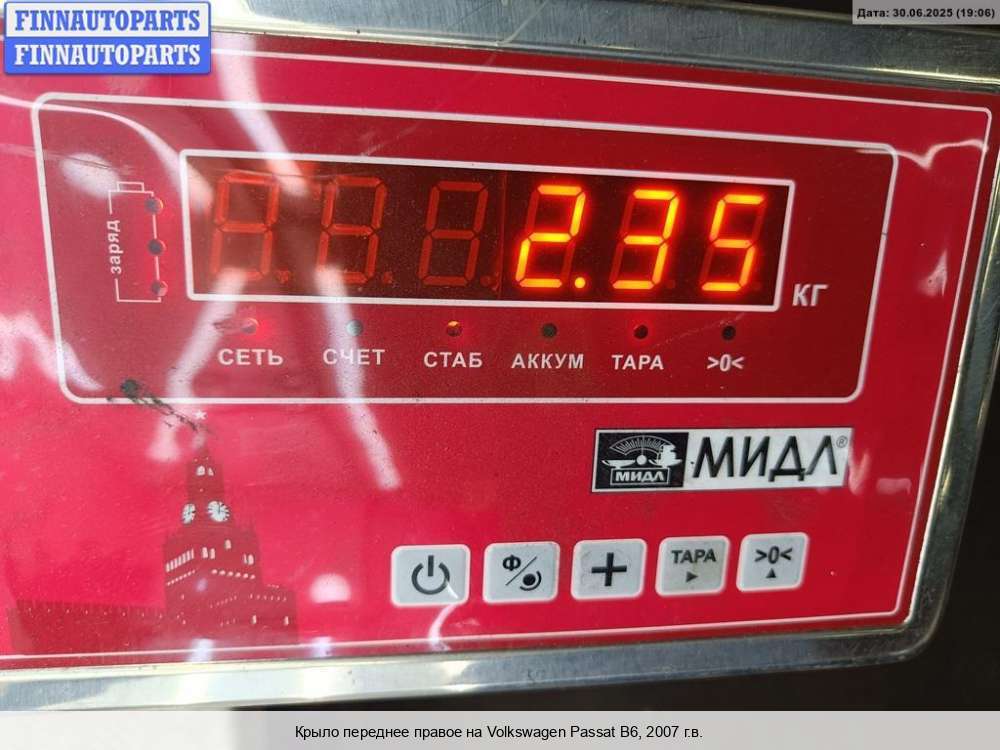 FINNAUTOPARTS
FINNAUTOPARTS
Дата: 30.06.2025 (19:06)
заряд
2.35
КГ
СЕТЬ СЧЕТ СТАБ АККУМ ТАРА >0<
МИДЛ МИДЛ®
Ф/ + ТАРА >0<
Крыло переднее правое на Volkswagen Passat B6, 2007 г.в.